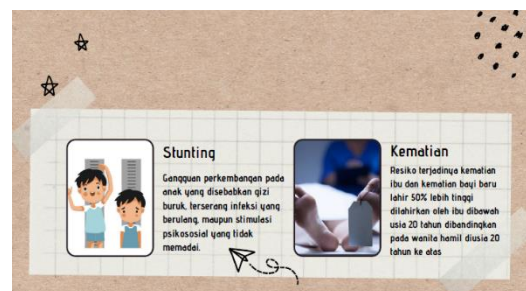 Stunting
Gangguan perkembangan pada
anak yang disebabkan gizi
buruk, terserang infeksi yang
berulang, maupun stimulasi
psikososial yang tidak
memadai.
Kematian
Resiko terjadinya kematian
ibu dan kematian bayi baru
lahir 50% lebih tinggi
dilahirkan oleh ibu dibawah
usia 20 tahun dibandingkan
pada wanita hamil diusia 20
tahun ke atas